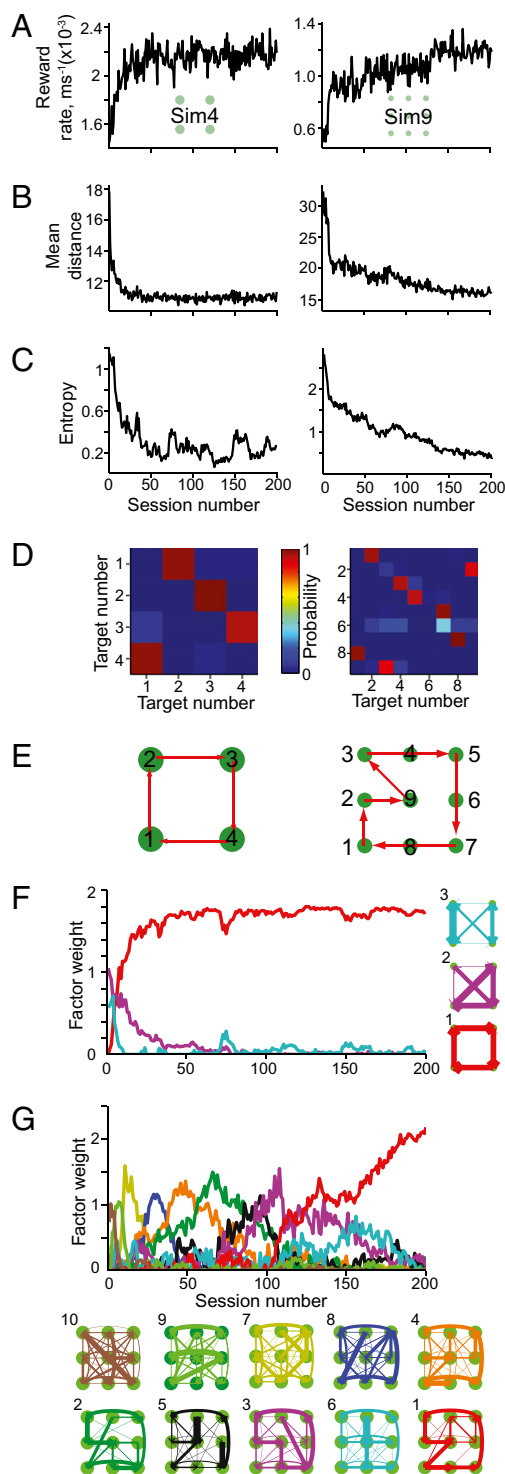 A
Reward
rate, ms⁻¹(x10⁻³)
2.4
2
1.6
Sim4
1.4
1.0
0.6
Sim9
B
Mean
distance
18
16
14
12
30
25
20
15
C
Entropy
1
0.6
0.2
2
1
0 50 100 150 200
Session number
0 50 100 150 200
Session number
D
Target number
1
2
3
4
1 2 3 4
Target number
1
0
Probability
2
4
6
8
2 4 6 8
Target number
E
2 3
1 4
3 4 5
2 9 6
1 8 7
F
Factor weight
2
1
0
0 50 100 150 200
3
2
1
G
Factor weight
2
1
0
0 50 100 150 200
Session number
10 9 7 8 4
2 5 3 6 1